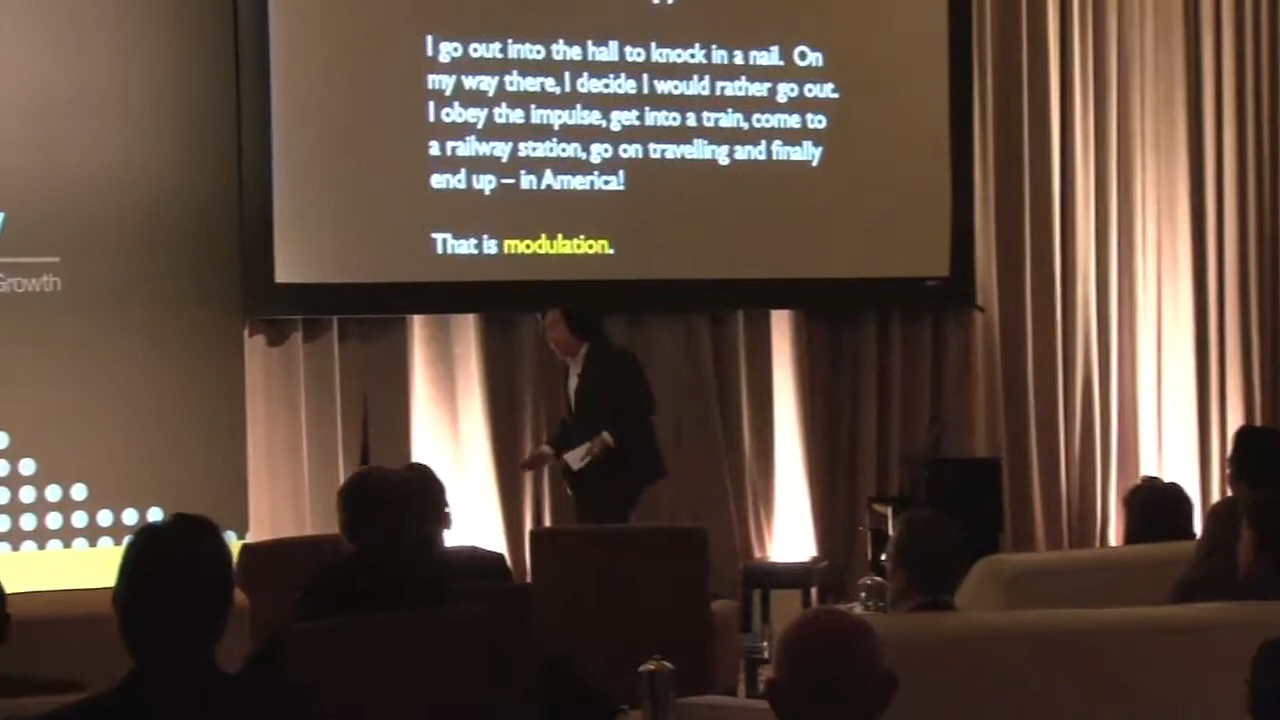 I go out into the hall to knock in a nail. On
my way there, I decide I would rather go out.
I obey the impulse, get into a train, come to
a railway station, go on travelling and finally
end up – in America!
That is modulation.
Growth